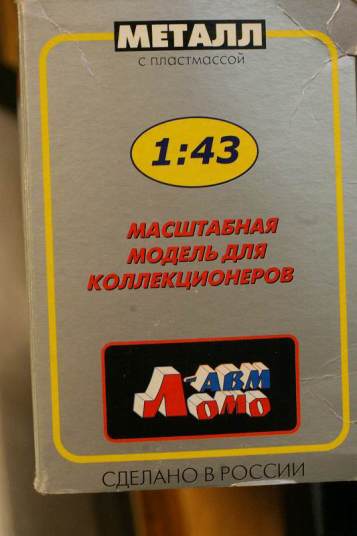 МЕТАЛЛ
с пластмассой
1:43
МАСШТАБНАЯ
МОДЕЛЬ ДЛЯ
КОЛЛЕКЦИОНЕРОВ
Л-АВМ
ЛОМО
СДЕЛАНО В РОССИИ